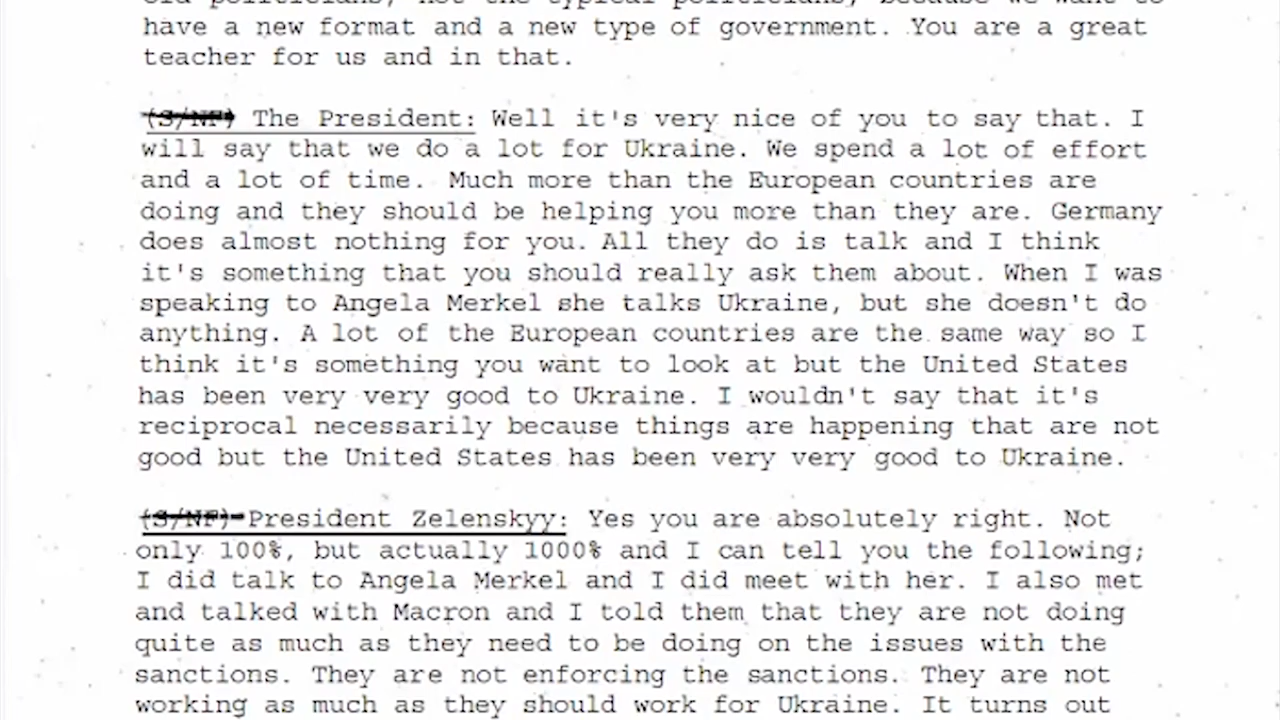 old politicians, not the typical politicians, because we want to
have a new format and a new type of government. You are a great
teacher for us and in that.
(S/NF) The President: Well it's very nice of you to say that. I
will say that we do a lot for Ukraine. We spend a lot of effort
and a lot of time. Much more than the European countries are
doing and they should be helping you more than they are. Germany
does almost nothing for you. All they do is talk and I think
it's something that you should really ask them about. When I was
speaking to Angela Merkel she talks Ukraine, but she doesn't do
anything. A lot of the European countries are the same way so I
think it's something you want to look at but the United States
has been very very good to Ukraine. I wouldn't say that it's
reciprocal necessarily because things are happening that are not
good but the United States has been very very good to Ukraine.
(S/NF) President Zelenskyy: Yes you are absolutely right. Not
only 100%, but actually 1000% and I can tell you the following;
I did talk to Angela Merkel and I did meet with her. I also met
and talked with Macron and I told them that they are not doing
quite as much as they need to be doing on the issues with the
sanctions. They are not enforcing the sanctions. They are not
working as much as they should work for Ukraine. It turns out